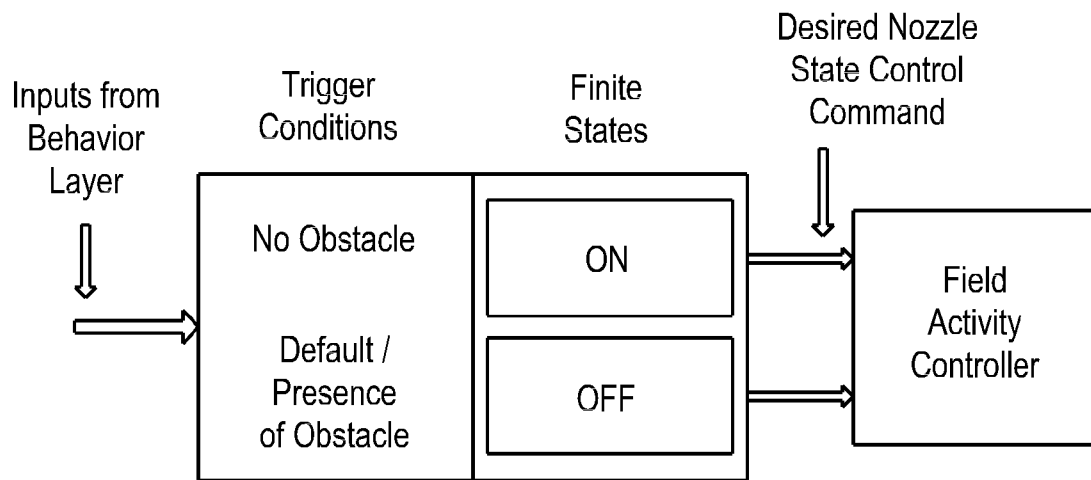 Inputs from
Behavior
Layer
Trigger
Conditions
Finite
States
Desired Nozzle
State Control
Command
No Obstacle
Default /
Presence
of Obstacle
ON
OFF
Field
Activity
Controller